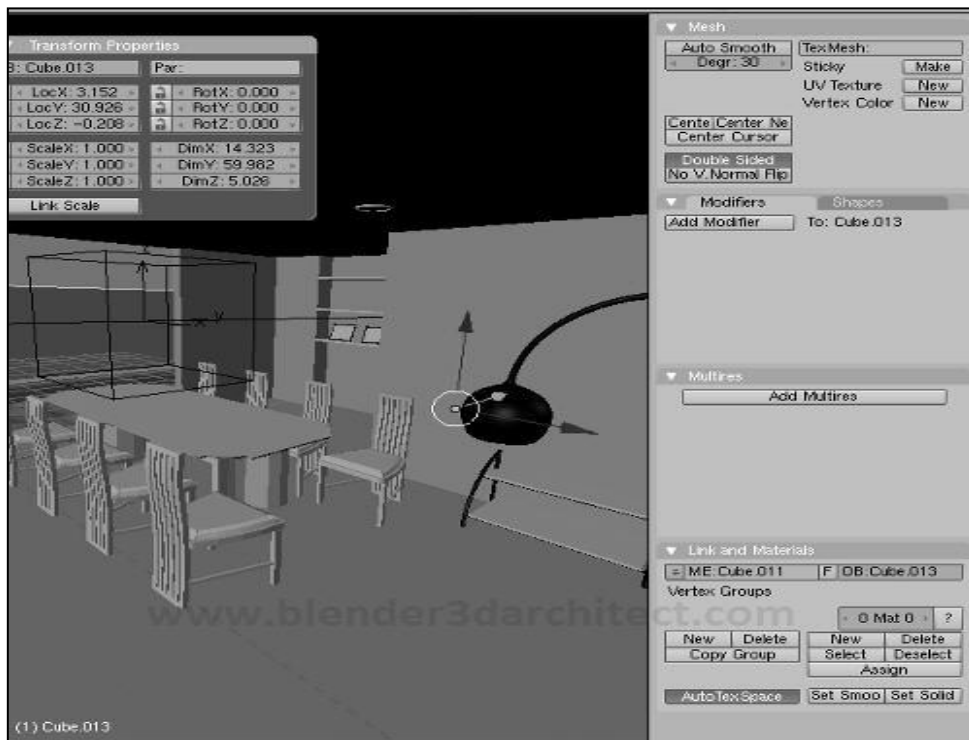 Transform Properties
B: Cube.013 Par:
LocX: 3.152 RotX: 0.000
LocY: 30.926 RotY: 0.000
LocZ: -0.208 RotZ: 0.000
ScaleX: 1.000 DimX: 14.323
ScaleY: 1.000 DimY: 59.982
ScaleZ: 1.000 DimZ: 5.026
Link Scale
z
y
x
www.blender3darchitect.com
(1) Cube.013
Mesh
Auto Smooth TexMesh:
Degr: 30 Sticky Make
UV Texture New
Vertex Color New
Cente Center Ne
Center Cursor
Double Sided
No V.Normal Flip
Modifiers Shapes
Add Modifier To: Cube.013
Multires
Add Multires
Link and Materials
ME:Cube.011 F OB:Cube.013
Vertex Groups
0 Mat 0 ?
New Delete New Delete
Copy Group Select Deselect
Assign
AutoTexSpace Set Smoo Set Solid